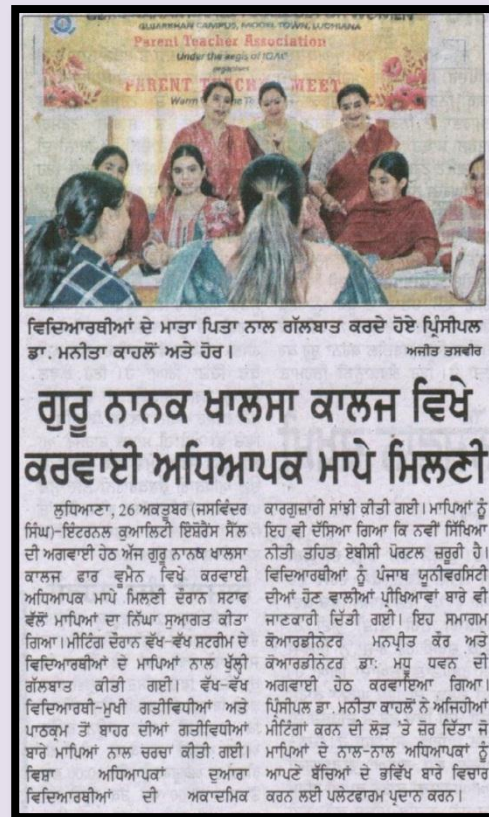 GUJARKHAN CAMPUS, MODEL TOWN, LUDHIANA
Parent Teacher Association
Under the aegis of IQAC
organises
PARENT TEACHER MEET
ਵਿਦਿਆਰਥੀਆਂ ਦੇ ਮਾਤਾ ਪਿਤਾ ਨਾਲ ਗੱਲਬਾਤ ਕਰਦੇ ਹੋਏ ਪ੍ਰਿੰਸੀਪਲ
ਡਾ. ਮਨੀਤਾ ਕਾਹਲੋਂ ਅਤੇ ਹੋਰ।
ਅਜੀਤ ਤਸਵੀਰ
ਗੁਰੂ ਨਾਨਕ ਖਾਲਸਾ ਕਾਲਜ ਵਿਖੇ
ਕਰਵਾਈ ਅਧਿਆਪਕ ਮਾਪੇ ਮਿਲਣੀ
ਲੁਧਿਆਣਾ, 26 ਅਕਤੂਬਰ (ਜਸਵਿੰਦਰ
ਸਿੰਘ)-ਇੰਟਰਨਲ ਕੁਆਲਿਟੀ ਇੰਸ਼ੋਰੈਂਸ ਸੈੱਲ
ਦੀ ਅਗਵਾਈ ਹੇਠ ਅੱਜ ਗੁਰੂ ਨਾਨਕ ਖਾਲਸਾ
ਕਾਲਜ ਫਾਰ ਵੂਮੈਨ ਵਿਖੇ ਕਰਵਾਈ
ਅਧਿਆਪਕ ਮਾਪੇ ਮਿਲਣੀ ਦੌਰਾਨ ਸਟਾਫ
ਵੱਲੋਂ ਮਾਪਿਆਂ ਦਾ ਨਿੱਘਾ ਸੁਆਗਤ ਕੀਤਾ
ਗਿਆ। ਮੀਟਿੰਗ ਦੌਰਾਨ ਵੱਖ-ਵੱਖ ਸਟਰੀਮ ਦੇ
ਵਿਦਿਆਰਥੀਆਂ ਦੇ ਮਾਪਿਆਂ ਨਾਲ ਖੁੱਲ੍ਹੀ
ਗੱਲਬਾਤ ਕੀਤੀ ਗਈ। ਵੱਖ-ਵੱਖ
ਵਿਦਿਆਰਥੀ-ਮੁਖੀ ਗਤੀਵਿਧੀਆਂ ਅਤੇ
ਪਾਠਕ੍ਰਮ ਤੋਂ ਬਾਹਰ ਦੀਆਂ ਗਤੀਵਿਧੀਆਂ
ਬਾਰੇ ਮਾਪਿਆਂ ਨਾਲ ਚਰਚਾ ਕੀਤੀ ਗਈ।
ਵਿਸ਼ਾ ਅਧਿਆਪਕਾਂ ਦੁਆਰਾ
ਵਿਦਿਆਰਥੀਆਂ ਦੀ ਅਕਾਦਮਿਕ
ਕਾਰਗੁਜ਼ਾਰੀ ਸਾਂਝੀ ਕੀਤੀ ਗਈ। ਮਾਪਿਆਂ ਨੂੰ
ਇਹ ਵੀ ਦੱਸਿਆ ਗਿਆ ਕਿ ਨਵੀਂ ਸਿੱਖਿਆ
ਨੀਤੀ ਤਹਿਤ ਏਬੀਸੀ ਪੋਰਟਲ ਜ਼ਰੂਰੀ ਹੈ।
ਵਿਦਿਆਰਥੀਆਂ ਨੂੰ ਪੰਜਾਬ ਯੂਨੀਵਰਸਿਟੀ
ਦੀਆਂ ਹੋਣ ਵਾਲੀਆਂ ਪ੍ਰੀਖਿਆਵਾਂ ਬਾਰੇ ਵੀ
ਜਾਣਕਾਰੀ ਦਿੱਤੀ ਗਈ। ਇਹ ਸਮਾਗਮ
ਕੋਆਰਡੀਨੇਟਰ ਮਨਪ੍ਰੀਤ ਕੌਰ ਅਤੇ
ਕੋਆਰਡੀਨੇਟਰ ਡਾ: ਮਧੂ ਧਵਨ ਦੀ
ਅਗਵਾਈ ਹੇਠ ਕਰਵਾਇਆ ਗਿਆ।
ਪ੍ਰਿੰਸੀਪਲ ਡਾ. ਮਨੀਤਾ ਕਾਹਲੋਂ ਨੇ ਅਜਿਹੀਆਂ
ਮੀਟਿੰਗਾਂ ਕਰਨ ਦੀ ਲੋੜ 'ਤੇ ਜ਼ੋਰ ਦਿੱਤਾ ਜੋ
ਮਾਪਿਆਂ ਦੇ ਨਾਲ-ਨਾਲ ਅਧਿਆਪਕਾਂ ਨੂੰ
ਆਪਣੇ ਬੱਚਿਆਂ ਦੇ ਭਵਿੱਖ ਬਾਰੇ ਵਿਚਾਰ
ਕਰਨ ਲਈ ਪਲੇਟਫਾਰਮ ਪ੍ਰਦਾਨ ਕਰਨ।